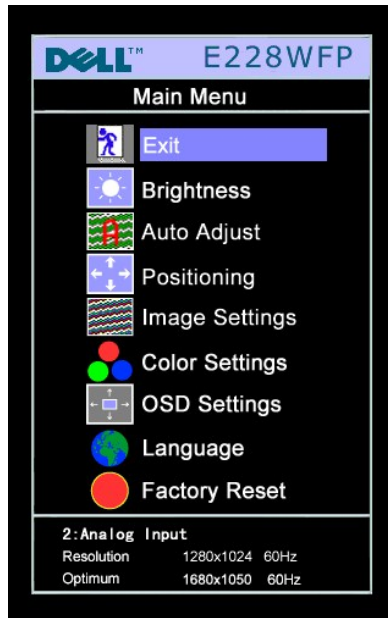 DELL™ E228WFP
Main Menu
Exit
Brightness
Auto Adjust
Positioning
Image Settings
Color Settings
OSD Settings
Language
Factory Reset
2:Analog Input
Resolution 1280x1024 60Hz
Optimum 1680x1050 60Hz